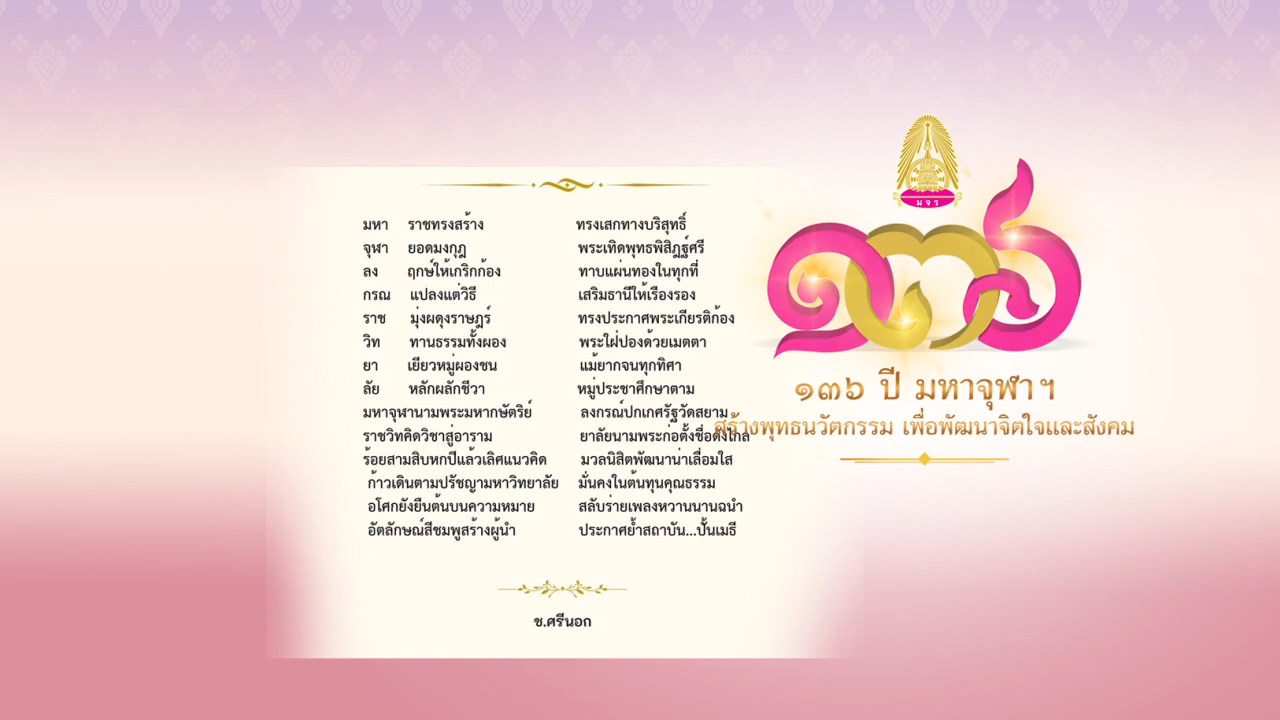 มหา ราชทรงสร้าง ทรงเสกทางบริสุทธิ์
จุฬา ยอดมงกุฎ พระเทิดพุทธพิสิฎฐ์ศรี
ลง ฤกษ์ให้เกริกก้อง ทาบแผ่นทองในทุกที่
กรณ แปลงแต่วิธี เสริมธานีให้เรืองรอง
ราช มุ่งผดุงราษฎร์ ทรงประกาศพระเกียรติก้อง
วิท ทานธรรมทั้งผอง พระใฝ่ปองด้วยเมตตา
ยา เยียวหมู่ผองชน แม้ยากจนทุกทิศา
ลัย หลักผลักชีวา หมู่ประชาศึกษาตาม
มหาจุฬานามพระมหากษัตริย์ ลงกรณ์ปกเกศรัฐวัดสยาม
ราชวิทคิดวิชาสู่อาราม ยาลัยนามพระก่อตั้งชื่อดังไกล
ร้อยสามสิบหกปีแล้วเลิศแนวคิด มวลนิสิตพัฒนาน่าเลื่อมใส
ก้าวเดินตามปรัชญามหาวิทยาลัย มั่นคงในต้นทุนคุณธรรม
อโศกยังยืนต้นบนความหมาย สลับร่ายเพลงหวานนานฉนำ
อัตลักษณ์สีชมพูสร้างผู้นำ ประกาศย้ำสถาบัน...ปั้นเมธี
ช.ศรีนอก
มจร
๑๓๖
๑๓๖ ปี มหาจุฬาฯ
สร้างพุทธนวัตกรรม เพื่อพัฒนาจิตใจและสังคม